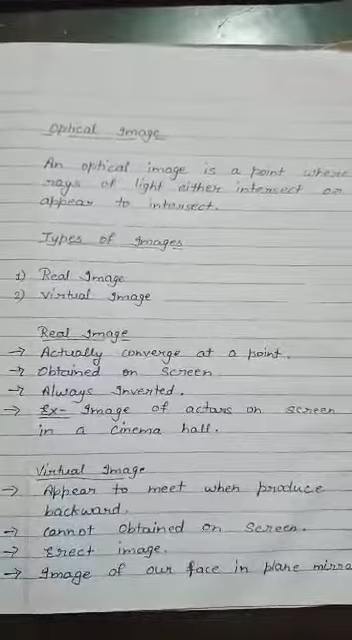 Optical Image
An optical image is a point where
rays of light either intersect or
appear to intersect.
Types of Images
1) Real Image
2) Virtual Image
Real Image
→ Actually converge at a point.
→ Obtained on Screen
→ Always Inverted.
→ Ex- Image of actors on screen
in a cinema hall.
Virtual Image
→ Appear to meet when produce
backward.
→ Cannot Obtained on Screen.
→ Erect image.
→ Image of our face in plane mirro